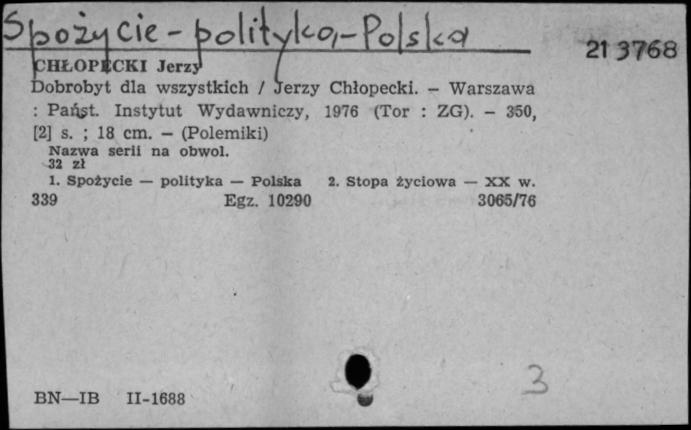 Spożycie - polityka - Polska
21 3768
CHŁOPECKI Jerzy
Dobrobyt dla wszystkich / Jerzy Chłopecki. — Warszawa
: Państ. Instytut Wydawniczy, 1976 (Tor : ZG). — 350,
[2] s. ; 18 cm. — (Polemiki)
Nazwa serii na obwol.
32 zł
1. Spożycie — polityka — Polska 2. Stopa życiowa — XX w.
339 Egz. 10290 3065/76
3
BN—IB II-1688